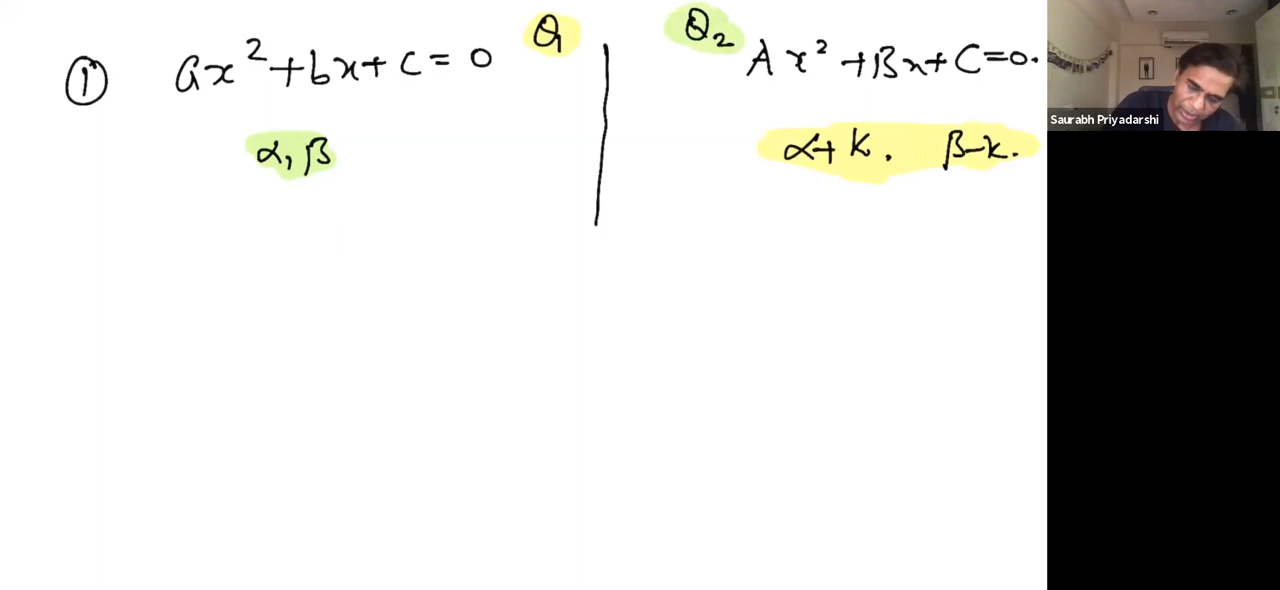 ① ax² + bx + c = 0 Q₁
α, β
Q₂ Ax² + Bx + C = 0.
α + k, β - k.
Saurabh Priyadarshi